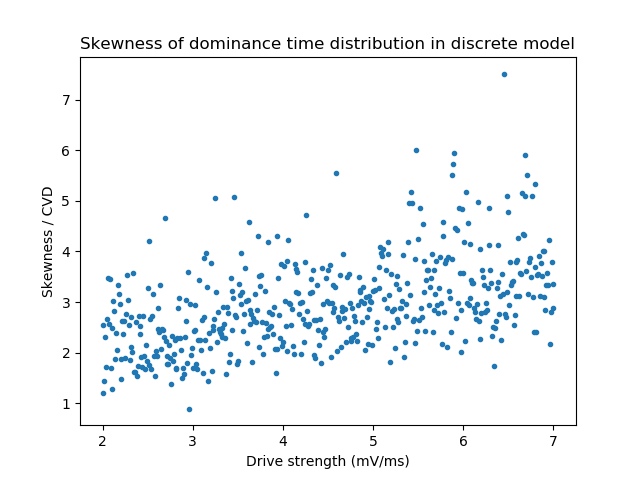 Skewness of dominance time distribution in discrete model
7
6
5
4
3
2
1
Skewness / CVD
2 3 4 5 6 7
Drive strength (mV/ms)